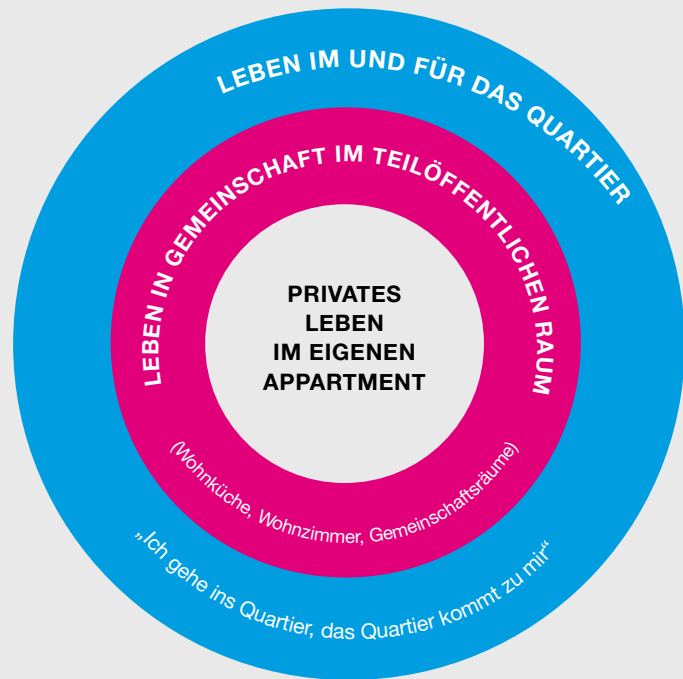 LEBEN IM UND FÜR DAS QUARTIER
LEBEN IN GEMEINSCHAFT IM TEILÖFFENTLICHEN RAUM
PRIVATES
LEBEN
IM EIGENEN
APPARTMENT
(Wohnküche, Wohnzimmer, Gemeinschaftsräume)
„Ich gehe ins Quartier, das Quartier kommt zu mir“